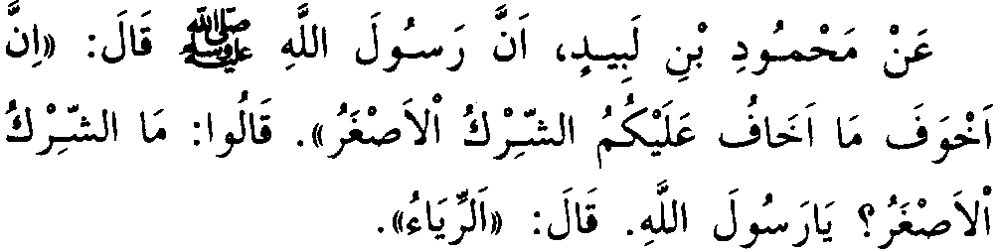 عَنْ مَحْمُودِ بْنِ لَبِيدٍ، اَنَّ رَسُولَ اللَّهِ ﷺ قَالَ: «اِنَّ
اَخْوَفَ مَا اَخَافُ عَلَيْكُمُ الشِّرْكُ اْلاَصْغَرُ». قَالُوا: مَا الشِّرْكُ
اْلاَصْغَرُ؟ يَارَسُولَ اللَّهِ. قَالَ: «اَلرِّيَاءُ».